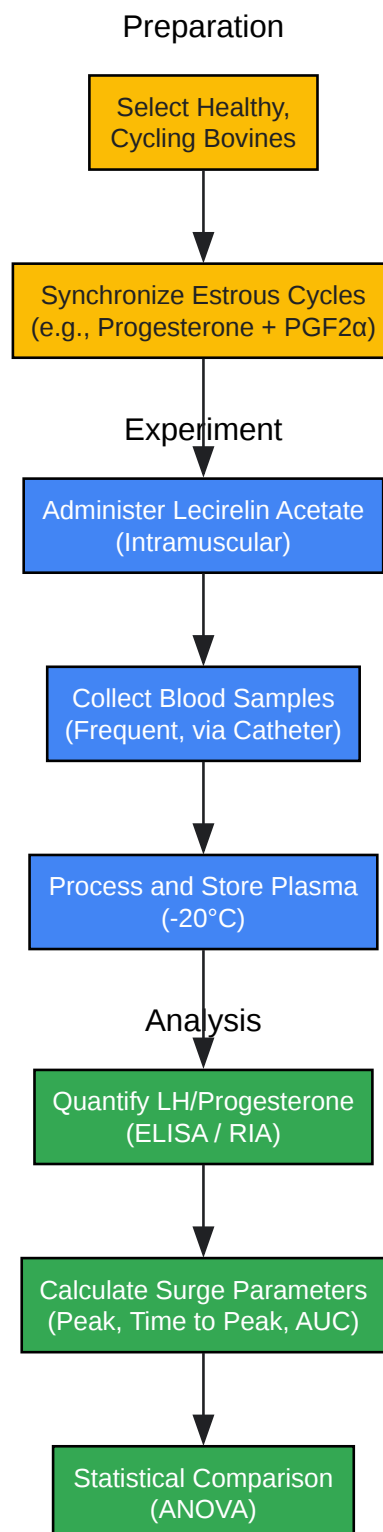 Preparation
Select Healthy,
Cycling Bovines
Synchronize Estrous Cycles
(e.g., Progesterone + PGF2α)
Experiment
Administer Lecirelin Acetate
(Intramuscular)
Collect Blood Samples
(Frequent, via Catheter)
Process and Store Plasma
(-20°C)
Analysis
Quantify LH/Progesterone
(ELISA / RIA)
Calculate Surge Parameters
(Peak, Time to Peak, AUC)
Statistical Comparison
(ANOVA)